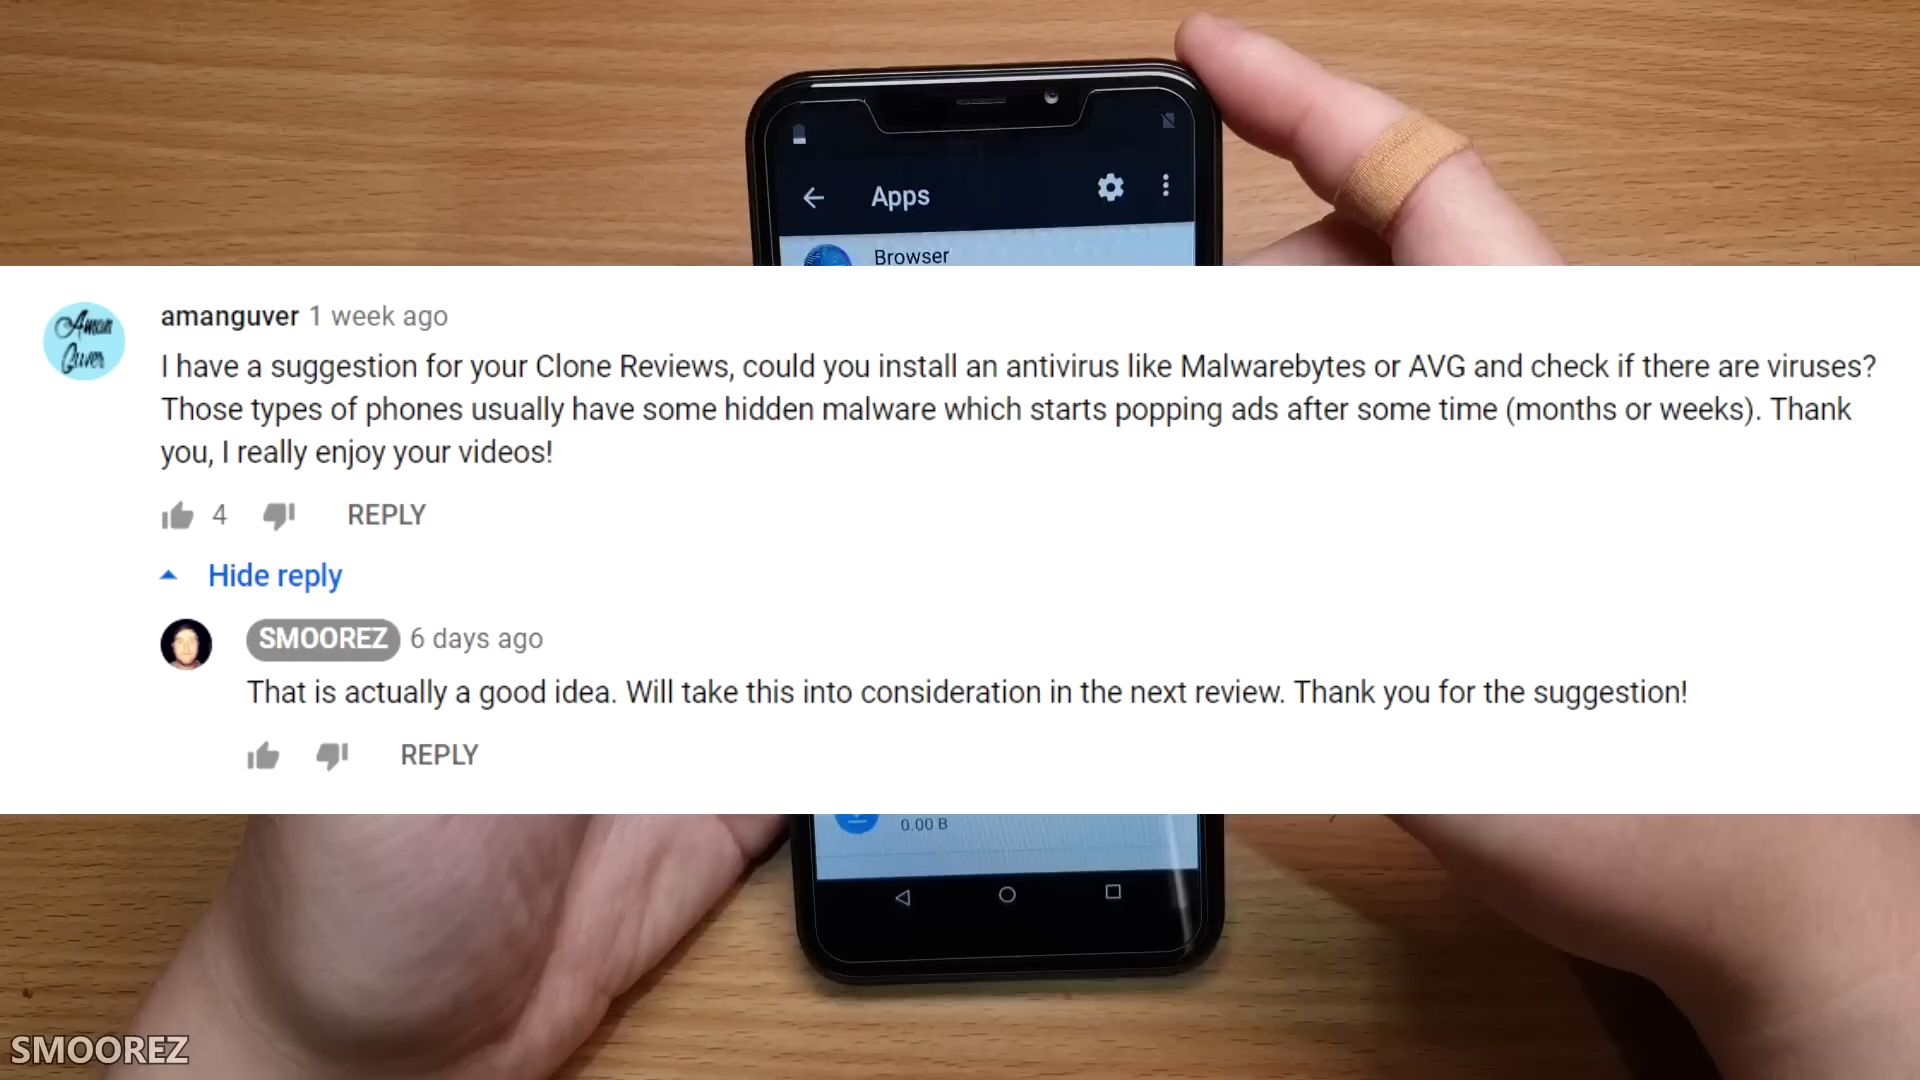 Apps
Browser
Aman
Guver
amanguver 1 week ago
I have a suggestion for your Clone Reviews, could you install an antivirus like Malwarebytes or AVG and check if there are viruses?
Those types of phones usually have some hidden malware which starts popping ads after some time (months or weeks). Thank
you, I really enjoy your videos!
4 REPLY
Hide reply
SMOOREZ 6 days ago
That is actually a good idea. Will take this into consideration in the next review. Thank you for the suggestion!
REPLY
0.00 B
SMOOREZ